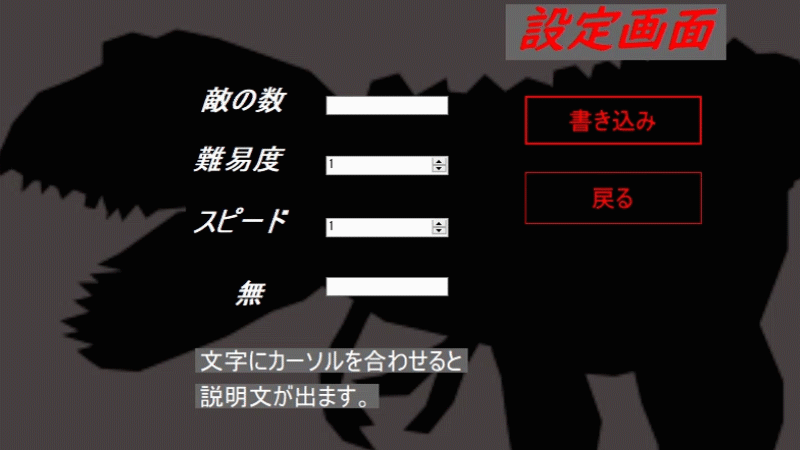 設定画面
敵の数
書き込み
難易度
1
戻る
スピード
1
無
文字にカーソルを合わせると
説明文が出ます。